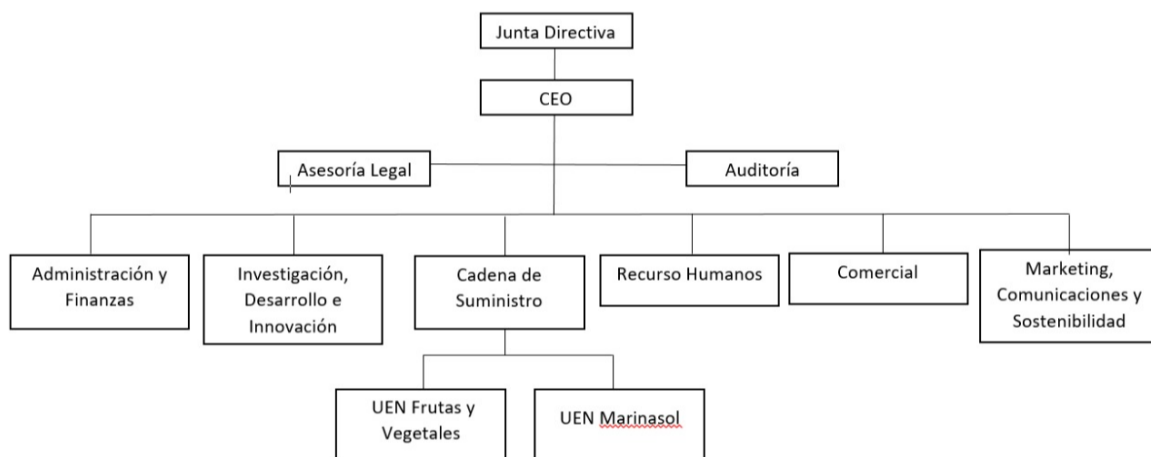 Junta Directiva
CEO
Asesoría Legal
Auditoría
Administración y
Finanzas
Investigación,
Desarrollo e
Innovación
Cadena de
Suministro
Recurso Humanos
Comercial
Marketing,
Comunicaciones y
Sostenibilidad
UEN Frutas y
Vegetales
UEN Marinasol